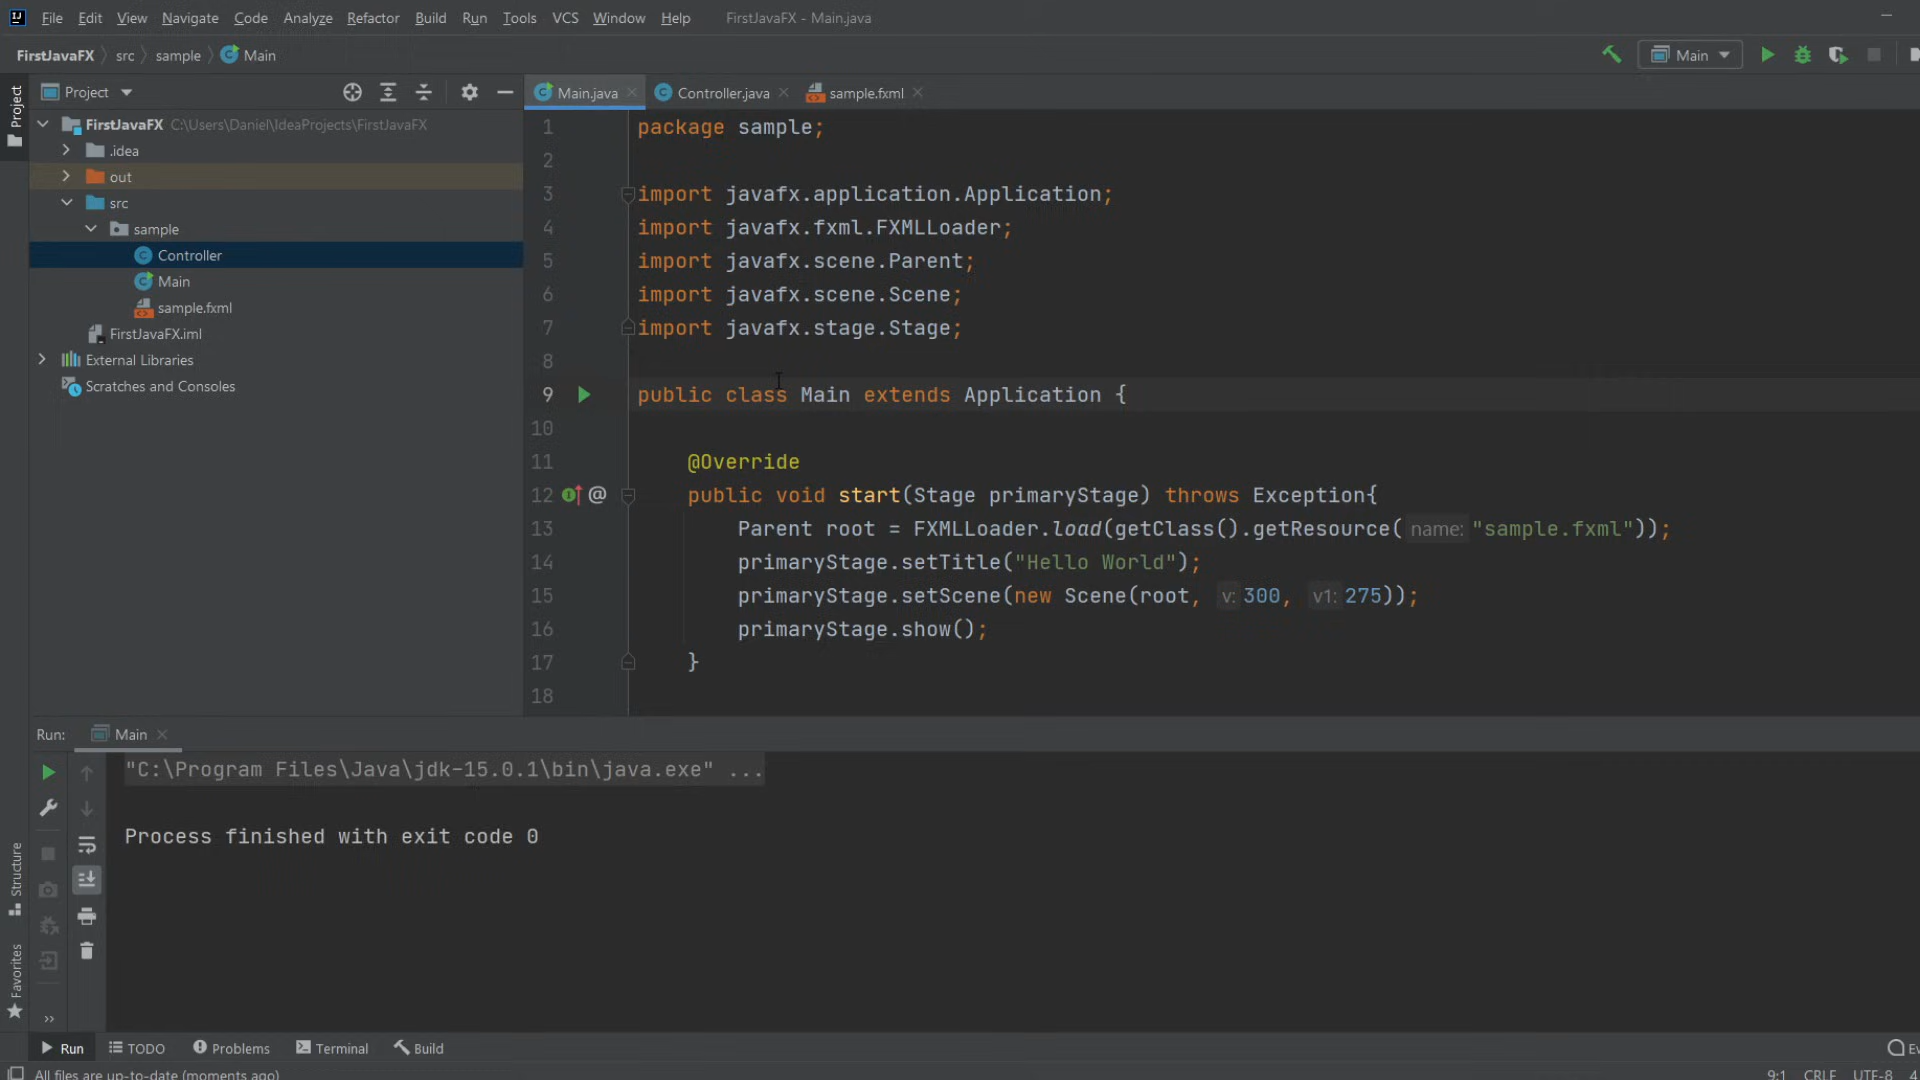 File Edit View Navigate Code Analyze Refactor Build Run Tools VCS Window Help FirstJavaFX - Main.java
FirstJavaFX src sample Main
Main
Project
Project
Main.java Controller.java sample.fxml
FirstJavaFX C:\Users\Daniel\IdeaProjects\FirstJavaFX
.idea
out
src
sample
Controller
Main
sample.fxml
FirstJavaFX.iml
External Libraries
Scratches and Consoles
1 package sample;
2
3 import javafx.application.Application;
4 import javafx.fxml.FXMLLoader;
5 import javafx.scene.Parent;
6 import javafx.scene.Scene;
7 import javafx.stage.Stage;
8
9 public class Main extends Application {
10
11 @Override
12 @ public void start(Stage primaryStage) throws Exception{
13 Parent root = FXMLLoader.load(getClass().getResource( name: "sample.fxml"));
14 primaryStage.setTitle("Hello World");
15 primaryStage.setScene(new Scene(root, v: 300, v1: 275));
16 primaryStage.show();
17 }
18
Run: Main
"C:\Program Files\Java\jdk-15.0.1\bin\java.exe" ...
Process finished with exit code 0
Structure
Favorites
Run TODO Problems Terminal Build
All files are up-to-date (moments ago)
9:1 CRLF UTF-8 4